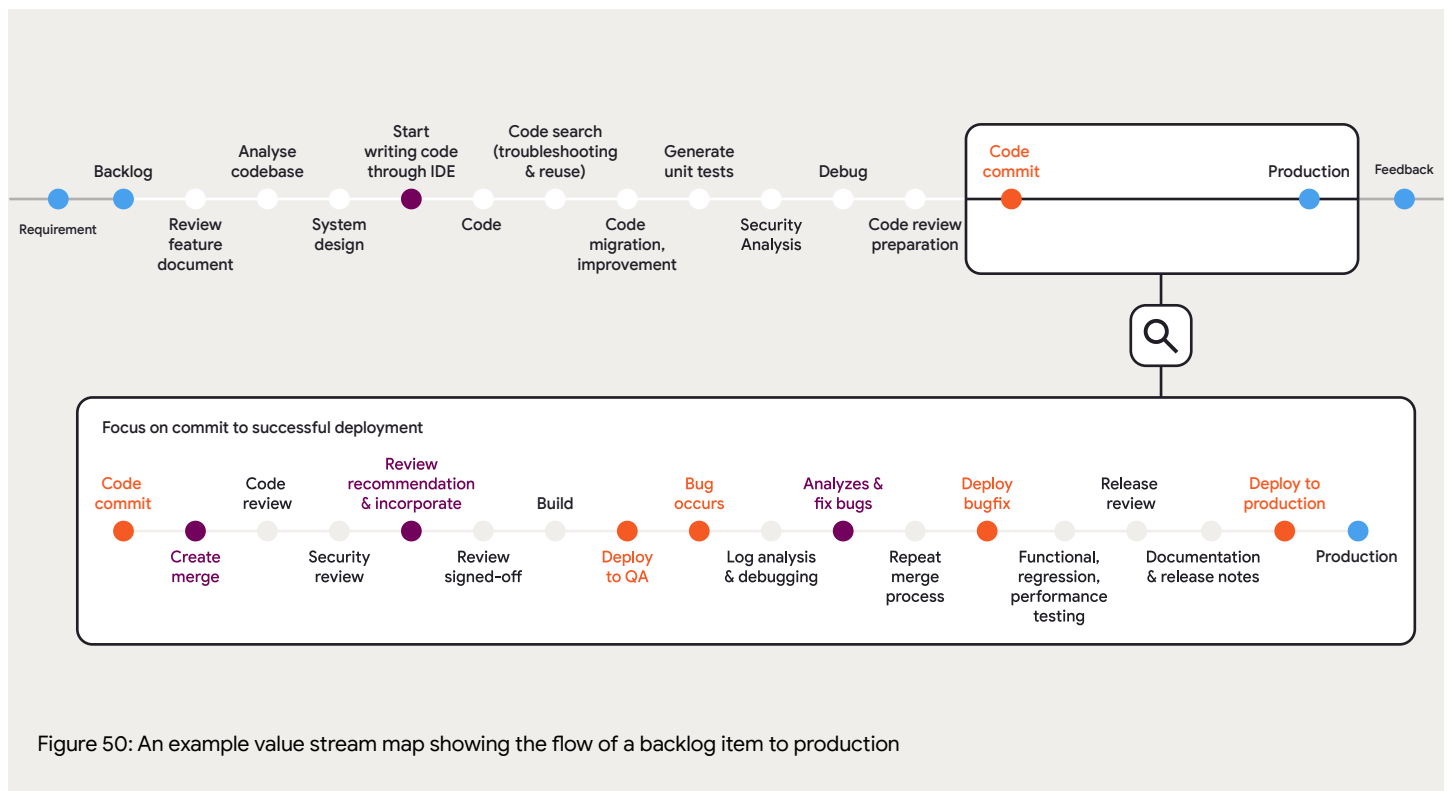 Requirement
Backlog
Review
feature
document
Analyse
codebase
System
design
Start
writing code
through IDE
Code
Code search
(troubleshooting
& reuse)
Code
migration,
improvement
Generate
unit tests
Security
Analysis
Debug
Code review
preparation
Code
commit
Production
Feedback
Focus on commit to successful deployment
Code
commit
Create
merge
Code
review
Security
review
Review
recommendation
& incorporate
Review
signed-off
Build
Deploy
to QA
Bug
occurs
Log analysis
& debugging
Analyzes &
fix bugs
Repeat
merge
process
Deploy
bugfix
Functional,
regression,
performance
testing
Release
review
Documentation
& release notes
Deploy to
production
Production
Figure 50: An example value stream map showing the flow of a backlog item to production